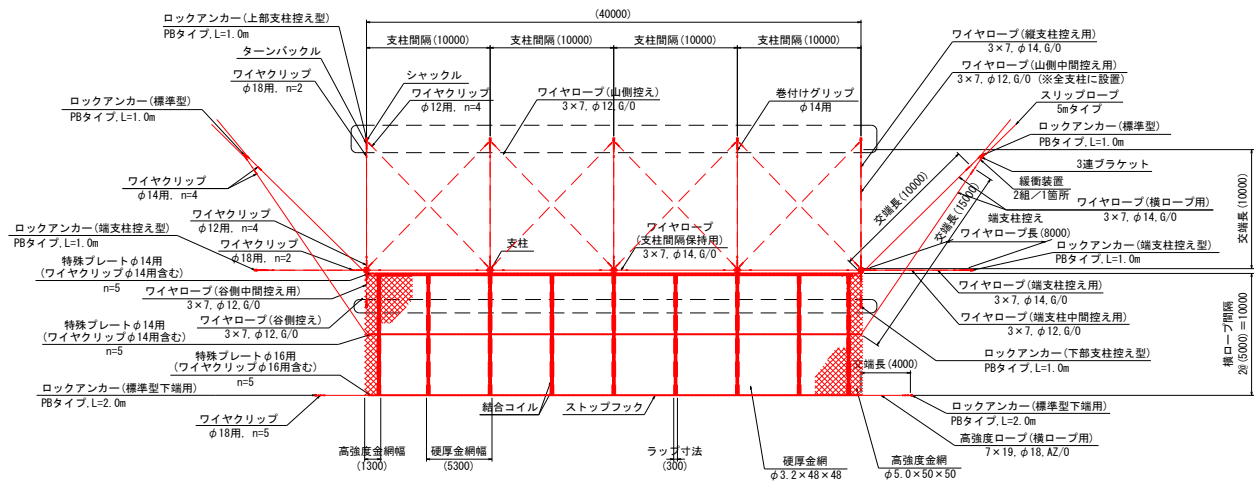 (40000)
支柱間隔(10000)
支柱間隔(10000)
支柱間隔(10000)
支柱間隔(10000)
ロックアンカー(上部支柱控え型)
PBタイプ, L=1.0m
ターンバックル
ワイヤクリップ
φ18用, n=2
ロックアンカー(標準型)
PBタイプ, L=1.0m
シャックル
ワイヤクリップ
φ12用, n=4
ワイヤロープ(山側控え)
3×7, φ12, G/O
巻付けグリップ
φ14用
ワイヤロープ(縦支柱控え用)
3×7, φ14, G/O
ワイヤロープ(山側中間控え用)
3×7, φ12, G/O (※全支柱に設置)
スリップロープ
5mタイプ
ロックアンカー(標準型)
PBタイプ, L=1.0m
3連ブラケット
緩衝装置
2組/1箇所
ワイヤロープ(横ロープ用)
3×7, φ14, G/O
交端長(10000)
交端長(15000)
交端長(10000)
端支柱控え
ワイヤロープ長(8000)
ロックアンカー(端支柱控え型)
PBタイプ, L=1.0m
ワイヤロープ(端支柱控え用)
3×7, φ14, G/O
ワイヤロープ(端支柱中間控え用)
3×7, φ12, G/O
横ロープ間隔
2@(5000)=10000
ワイヤクリップ
φ14用, n=4
ワイヤクリップ
φ12用, n=4
ロックアンカー(端支柱控え型)
PBタイプ, L=1.0m
ワイヤクリップ
φ18用, n=2
支柱
ワイヤロープ
(支柱間隔保持用)
3×7, φ14, G/O
特殊プレートφ14用
(ワイヤクリップφ14用含む)
n=5
ワイヤロープ(谷側中間控え用)
3×7, φ12, G/O
ワイヤロープ(谷側控え)
3×7, φ12, G/O
特殊プレートφ14用
(ワイヤクリップφ14用含む)
n=5
特殊プレートφ16用
(ワイヤクリップφ16用含む)
n=5
ロックアンカー(標準型下端用)
PBタイプ, L=2.0m
ワイヤクリップ
φ18用, n=5
ロックアンカー(下部支柱控え型)
PBタイプ, L=1.0m
交端長(4000)
ロックアンカー(標準型下端用)
PBタイプ, L=2.0m
高強度ロープ(横ロープ用)
7×19, φ18, AZ/O
結合コイル
ストップフック
高強度金網幅
(1300)
硬厚金網幅
(5300)
ラップ寸法
(300)
硬厚金網
φ3.2×48×48
高強度金網
φ5.0×50×50